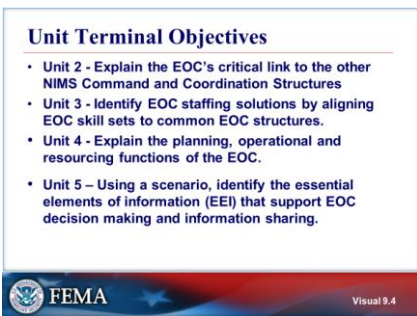 Unit Terminal Objectives
• Unit 2 - Explain the EOC's critical link to the other
NIMS Command and Coordination Structures
• Unit 3 - Identify EOC staffing solutions by aligning
EOC skill sets to common EOC structures.
• Unit 4 - Explain the planning, operational and
resourcing functions of the EOC.
• Unit 5 – Using a scenario, identify the essential
elements of information (EEI) that support EOC
decision making and information sharing.
FEMA
Visual 9.4